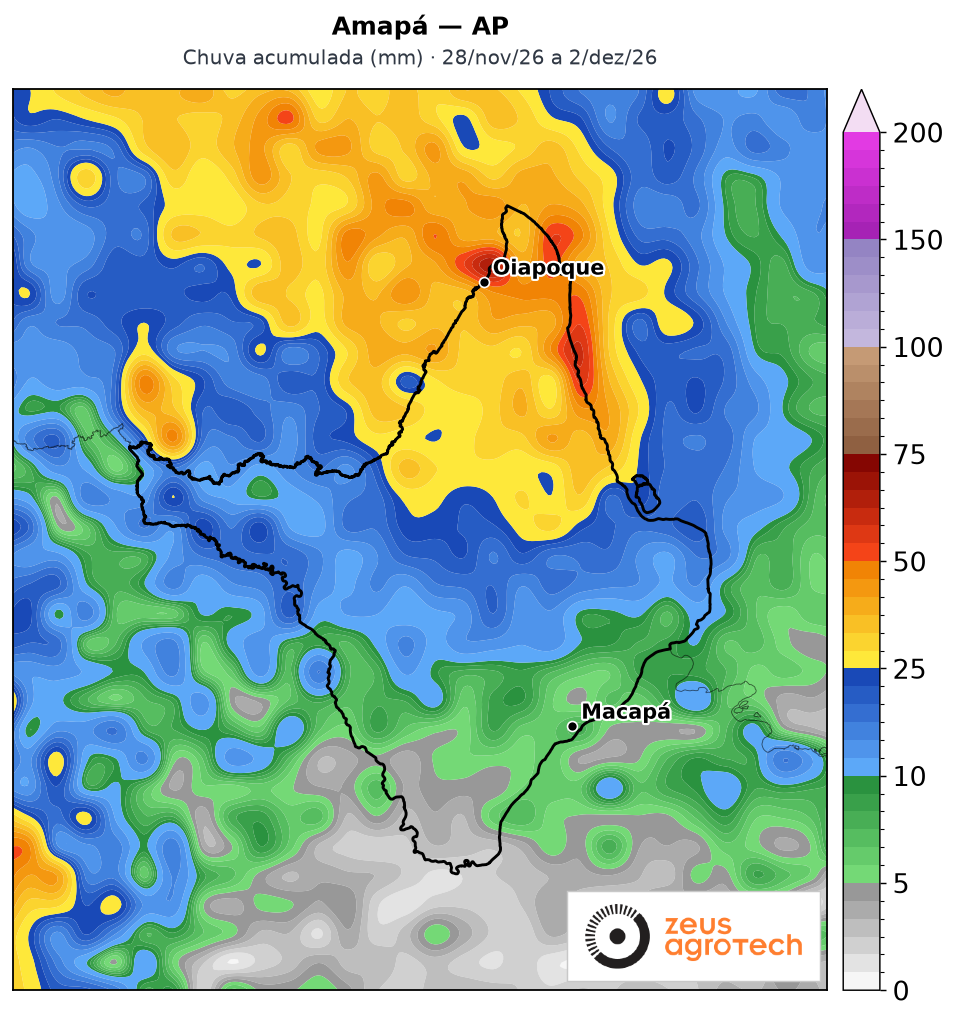 Amapá — AP
Chuva acumulada (mm) · 28/nov/26 a 2/dez/26
200
150
100
75
50
25
10
5
0
Oiapoque
Macapá
zeus
agrotech